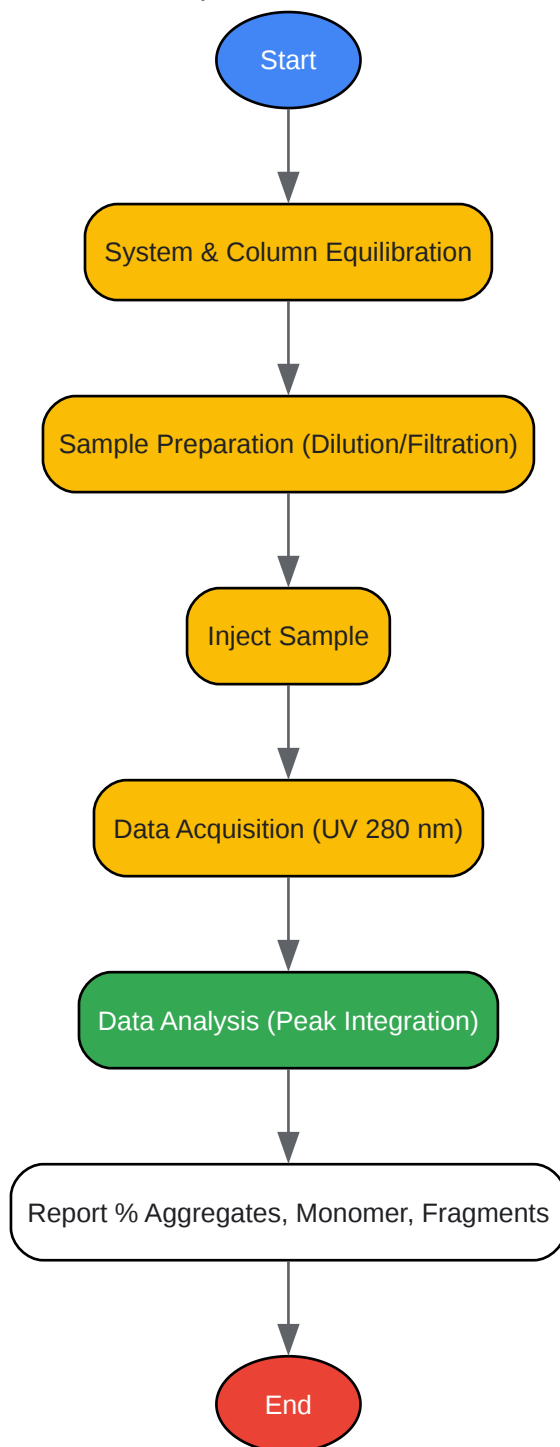 Start
System & Column Equilibration
Sample Preparation (Dilution/Filtration)
Inject Sample
Data Acquisition (UV 280 nm)
Data Analysis (Peak Integration)
Report % Aggregates, Monomer, Fragments
End